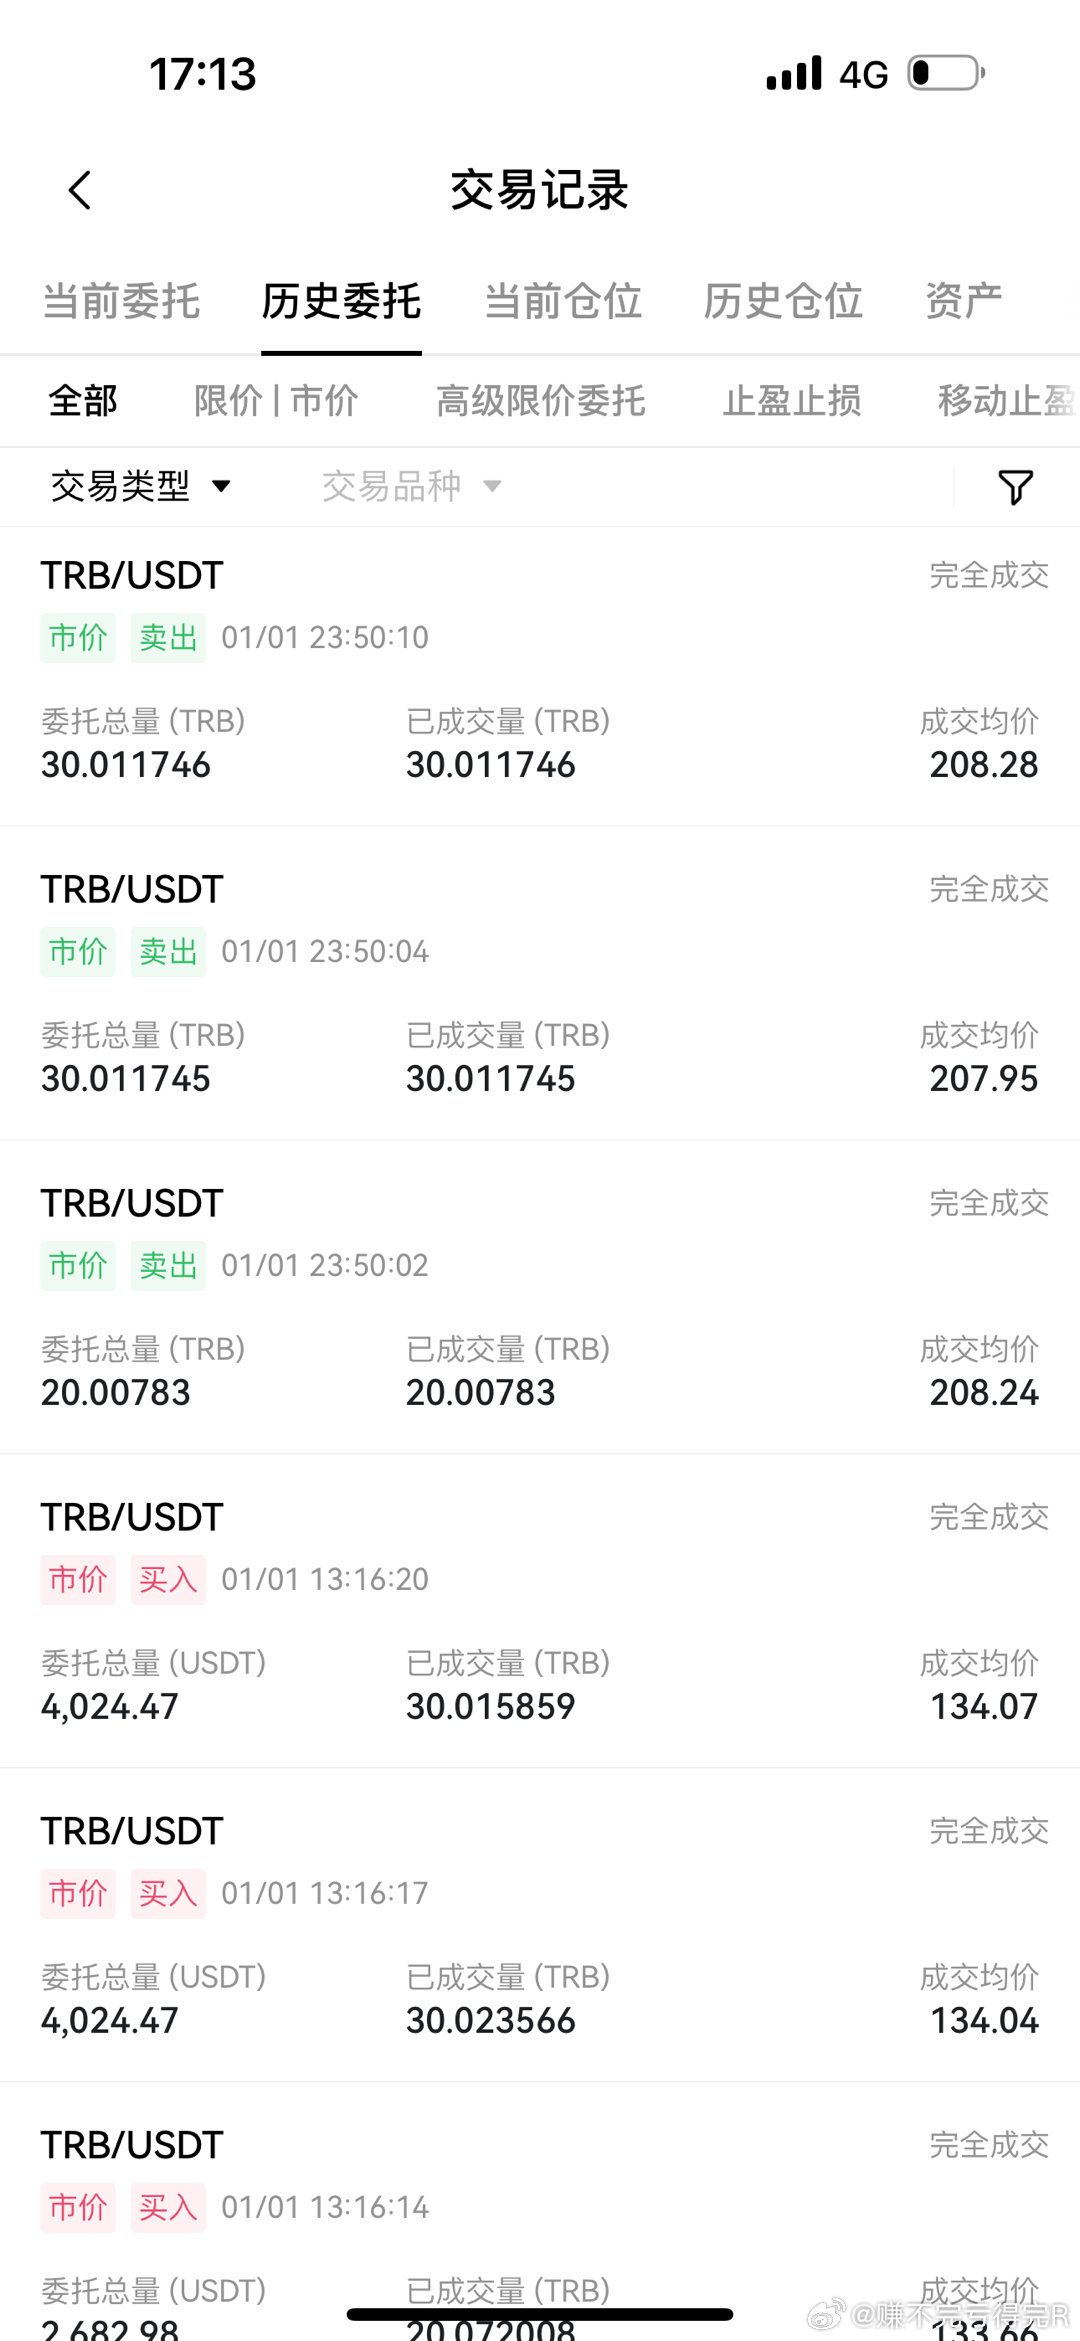 17:13
4G
交易记录
当前委托 历史委托 当前仓位 历史仓位 资产
全部 限价 | 市价 高级限价委托 止盈止损 移动止盈
交易类型 交易品种
TRB/USDT 完全成交
市价 卖出 01/01 23:50:10
委托总量 (TRB) 已成交量 (TRB) 成交均价
30.011746 30.011746 208.28
TRB/USDT 完全成交
市价 卖出 01/01 23:50:04
委托总量 (TRB) 已成交量 (TRB) 成交均价
30.011745 30.011745 207.95
TRB/USDT 完全成交
市价 卖出 01/01 23:50:02
委托总量 (TRB) 已成交量 (TRB) 成交均价
20.00783 20.00783 208.24
TRB/USDT 完全成交
市价 买入 01/01 13:16:20
委托总量 (USDT) 已成交量 (TRB) 成交均价
4,024.47 30.015859 134.07
TRB/USDT 完全成交
市价 买入 01/01 13:16:17
委托总量 (USDT) 已成交量 (TRB) 成交均价
4,024.47 30.023566 134.04
TRB/USDT 完全成交
市价 买入 01/01 13:16:14
委托总量 (USDT) 已成交量 (TRB) 成交均价
2,682.98 20.072008 133.66
@赚不完亏得完R